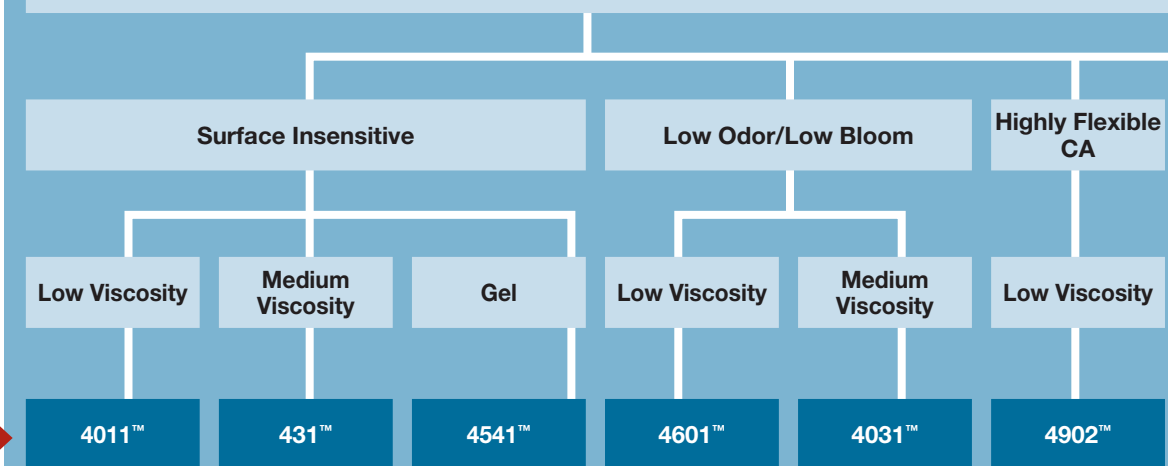 Surface Insensitive
Low Odor/Low Bloom
Highly Flexible
CA
Low Viscosity
Medium
Viscosity
Gel
Low Viscosity
Medium
Viscosity
Low Viscosity
4011™
431™
4541™
4601™
4031™
4902™